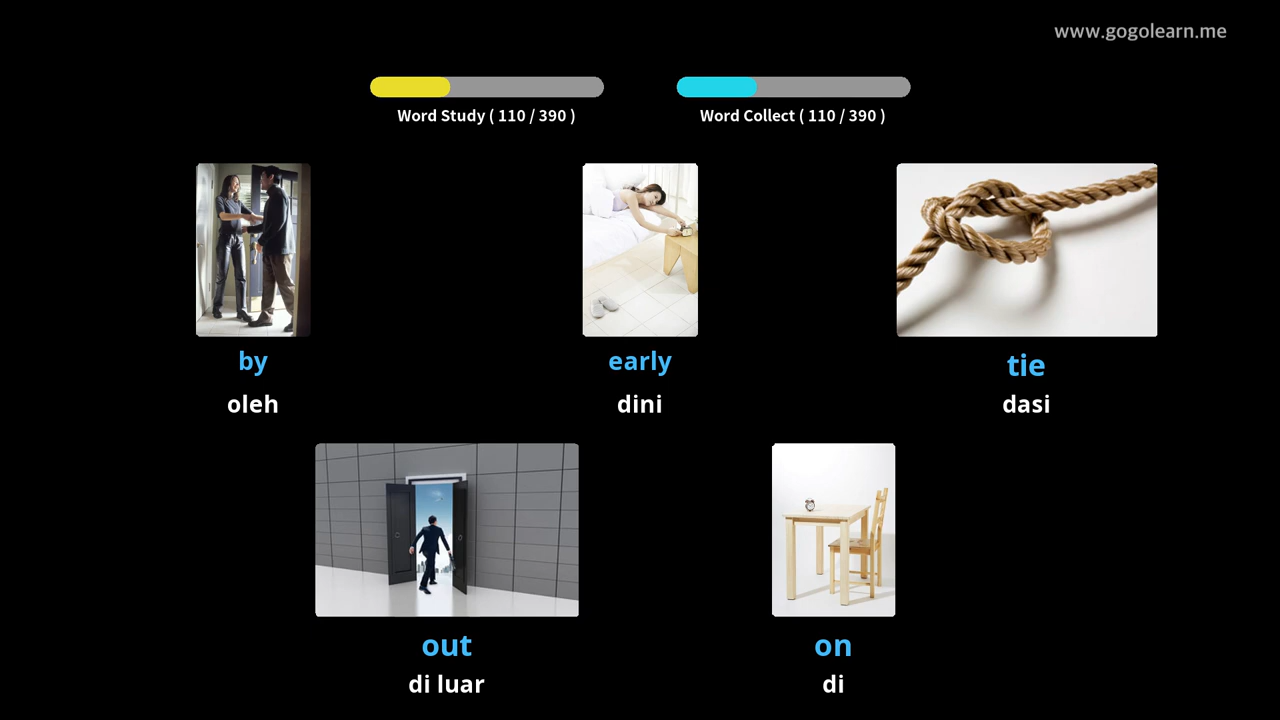 www.gogolearn.me
Word Study ( 110 / 390 )
Word Collect ( 110 / 390 )
by
oleh
early
dini
tie
dasi
out
di luar
on
di